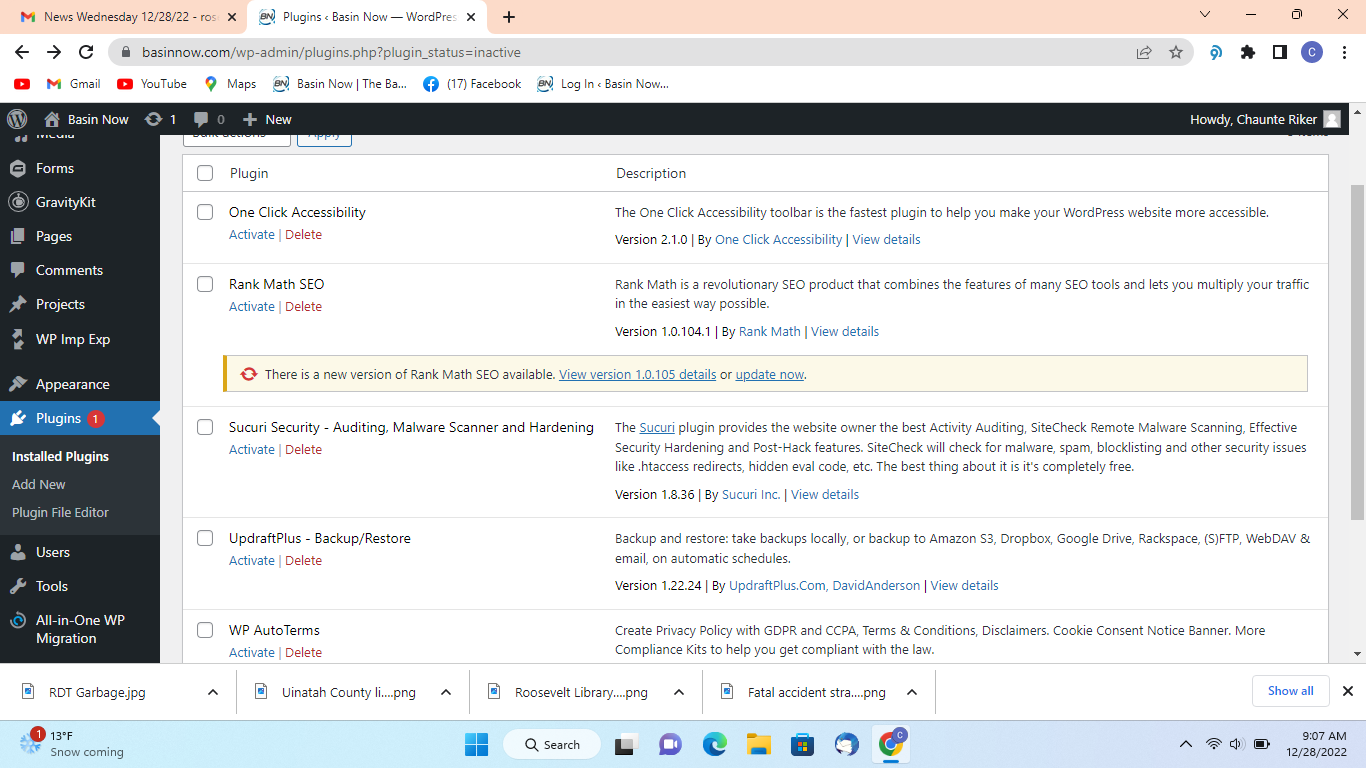 News Wednesday 12/28/22 - ros
Plugins ‹ Basin Now — WordPres
basinnow.com/wp-admin/plugins.php?plugin_status=inactive
C
Gmail
YouTube
Maps
BN
Basin Now | The Ba...
(17) Facebook
BN
Log In ‹ Basin Now...
Basin Now
1
0
New
Howdy, Chaunte Riker
Media
Forms
GravityKit
Pages
Comments
Projects
WP Imp Exp
Appearance
Plugins 1
Installed Plugins
Add New
Plugin File Editor
Users
Tools
All-in-One WP
Migration
Bulk actions
Apply
items
Plugin
Description
One Click Accessibility
Activate | Delete
The One Click Accessibility toolbar is the fastest plugin to help you make your WordPress website more accessible.
Version 2.1.0 | By One Click Accessibility | View details
Rank Math SEO
Activate | Delete
Rank Math is a revolutionary SEO product that combines the features of many SEO tools and lets you multiply your traffic
in the easiest way possible.
Version 1.0.104.1 | By Rank Math | View details
There is a new version of Rank Math SEO available. View version 1.0.105 details or update now.
Sucuri Security - Auditing, Malware Scanner and Hardening
Activate | Delete
The Sucuri plugin provides the website owner the best Activity Auditing, SiteCheck Remote Malware Scanning, Effective
Security Hardening and Post-Hack features. SiteCheck will check for malware, spam, blocklisting and other security issues
like .htaccess redirects, hidden eval code, etc. The best thing about it is it's completely free.
Version 1.8.36 | By Sucuri Inc. | View details
UpdraftPlus - Backup/Restore
Activate | Delete
Backup and restore: take backups locally, or backup to Amazon S3, Dropbox, Google Drive, Rackspace, (S)FTP, WebDAV &
email, on automatic schedules.
Version 1.22.24 | By UpdraftPlus.Com, DavidAnderson | View details
WP AutoTerms
Activate | Delete
Create Privacy Policy with GDPR and CCPA, Terms & Conditions, Disclaimers. Cookie Consent Notice Banner. More
Compliance Kits to help you get compliant with the law.
RDT Garbage.jpg
Uinatah County li....png
Roosevelt Library....png
Fatal accident stra....png
Show all
1
13°F
Snow coming
Search
C
9:07 AM
12/28/2022